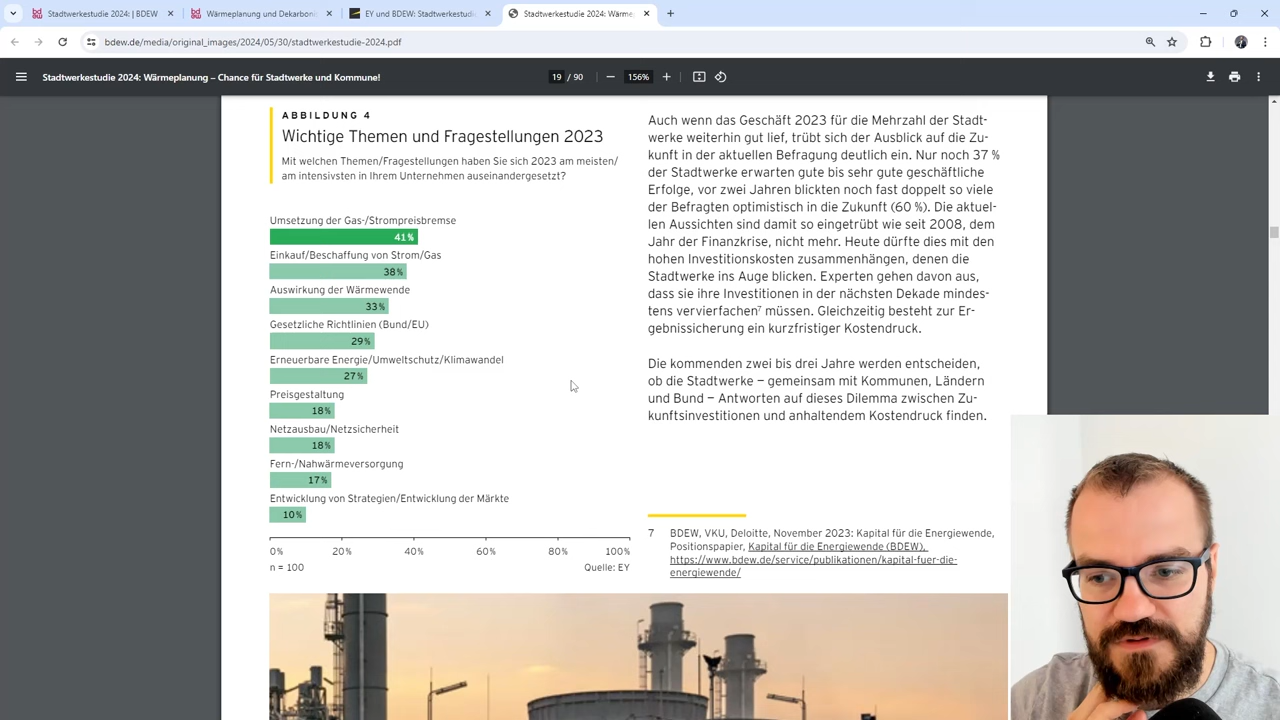 Stadtwerkestudie 2024: | BDEW
Wärmeplanung und Dekarbonis
EY und BDEW: Stadtwerkestudi
Stadtwerkestudie 2024: Wärme
bdew.de/media/original_images/2024/05/30/stadtwerkestudie-2024.pdf
Stadtwerkestudie 2024: Wärmeplanung – Chance für Stadtwerke und Kommune!
19 / 90
156%
ABBILDUNG 4
Wichtige Themen und Fragestellungen 2023
Mit welchen Themen/Fragestellungen haben Sie sich 2023 am meisten/
am intensivsten in Ihrem Unternehmen auseinandergesetzt?
Umsetzung der Gas-/Strompreisbremse
41%
Einkauf/Beschaffung von Strom/Gas
38%
Auswirkung der Wärmewende
33%
Gesetzliche Richtlinien (Bund/EU)
29%
Erneuerbare Energie/Umweltschutz/Klimawandel
27%
Preisgestaltung
18%
Netzausbau/Netzsicherheit
18%
Fern-/Nahwärmeversorgung
17%
Entwicklung von Strategien/Entwicklung der Märkte
10%
0% 20% 40% 60% 80% 100%
n = 100 Quelle: EY
Auch wenn das Geschäft 2023 für die Mehrzahl der Stadt-
werke weiterhin gut lief, trübt sich der Ausblick auf die Zu-
kunft in der aktuellen Befragung deutlich ein. Nur noch 37 %
der Stadtwerke erwarten gute bis sehr gute geschäftliche
Erfolge, vor zwei Jahren blickten noch fast doppelt so viele
der Befragten optimistisch in die Zukunft (60 %). Die aktuel-
len Aussichten sind damit so eingetrübt wie seit 2008, dem
Jahr der Finanzkrise, nicht mehr. Heute dürfte dies mit den
hohen Investitionskosten zusammenhängen, denen die
Stadtwerke ins Auge blicken. Experten gehen davon aus,
dass sie ihre Investitionen in der nächsten Dekade mindes-
tens vervierfachen⁷ müssen. Gleichzeitig besteht zur Er-
gebnissicherung ein kurzfristiger Kostendruck.
Die kommenden zwei bis drei Jahre werden entscheiden,
ob die Stadtwerke – gemeinsam mit Kommunen, Ländern
und Bund – Antworten auf dieses Dilemma zwischen Zu-
kunftsinvestitionen und anhaltendem Kostendruck finden.
7 BDEW, VKU, Deloitte, November 2023: Kapital für die Energiewende,
Positionspapier, Kapital für die Energiewende (BDEW),
https://www.bdew.de/service/publikationen/kapital-fuer-die-
energiewende/